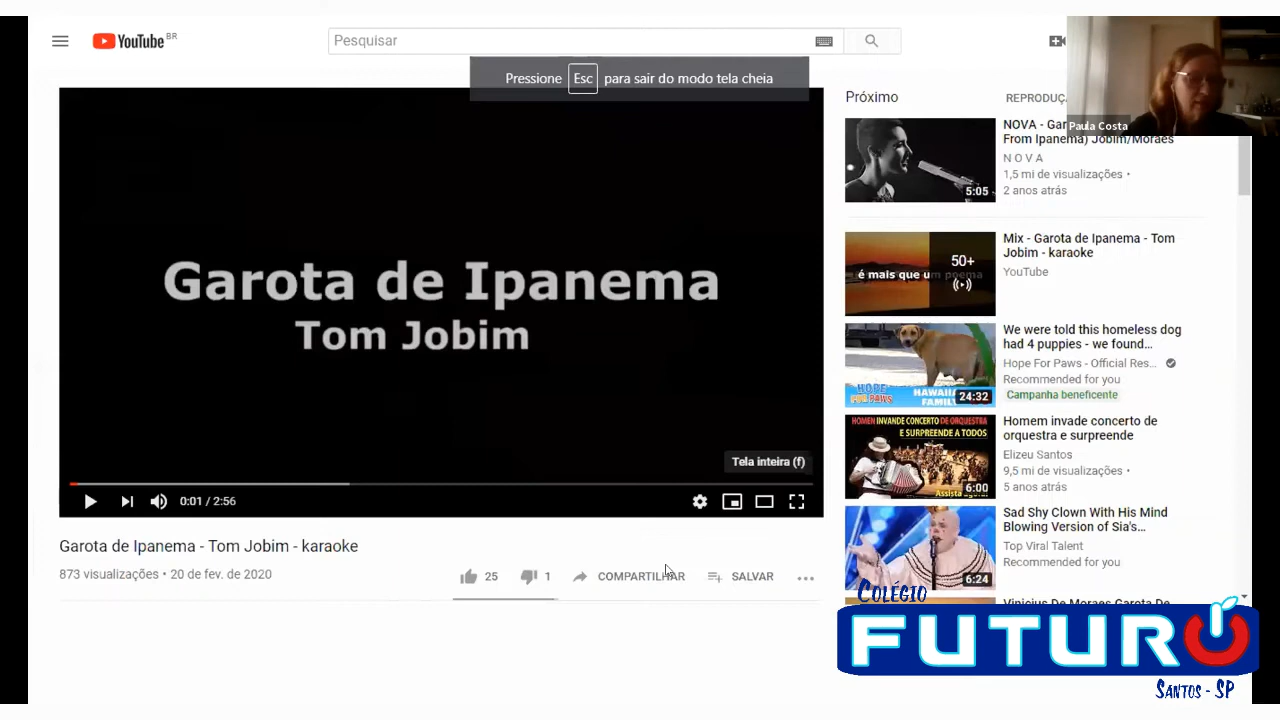 YouTube BR
Pesquisar
Pressione Esc para sair do modo tela cheia
Paula Costa
Garota de Ipanema
Tom Jobim
Tela inteira (f)
0:01 / 2:56
Garota de Ipanema - Tom Jobim - karaoke
873 visualizações • 20 de fev. de 2020
25
1
COMPARTILHAR
SALVAR
Próximo
5:05
From Ipanema) Jobim/Moraes
N O V A
1,5 mi de visualizações •
2 anos atrás
é mais que um poema
50+
Mix - Garota de Ipanema - Tom
Jobim - karaoke
YouTube
HOPE
FOR PAWS
HAWAII
FAMIL
24:32
We were told this homeless dog
had 4 puppies - we found...
Hope For Paws - Official Res...
Recommended for you
Campanha beneficente
HOMEM INVANDE CONCERTO DE ORQUESTRA
E SURPREENDE A TODOS
6:00
Homem invade concerto de
orquestra e surpreende
Elizeu Santos
9,5 mi de visualizações •
5 anos atrás
6:24
Sad Shy Clown With His Mind
Blowing Version of Sia's...
Top Viral Talent
Recommended for you
Vinicius De Moraes Garota De
COLÉGIO
FUTURO
SANTOS - SP